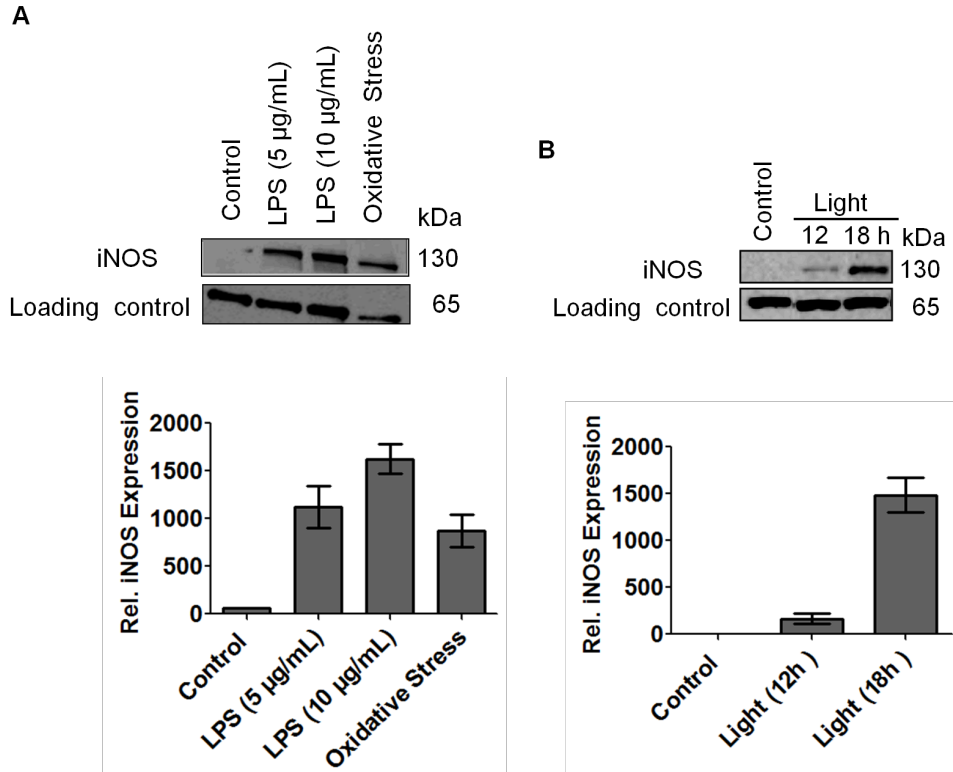 A
Control
LPS (5 µg/mL)
LPS (10 µg/mL)
Oxidative Stress
kDa
iNOS
130
Loading control
65
Rel. iNOS Expression
2000
1500
1000
500
0
Control
LPS (5 µg/mL)
LPS (10 µg/mL)
Oxidative Stress
B
Control
Light
12 18 h kDa
iNOS
130
Loading control
65
Rel. iNOS Expression
2000
1500
1000
500
0
Control
Light (12h )
Light (18h )